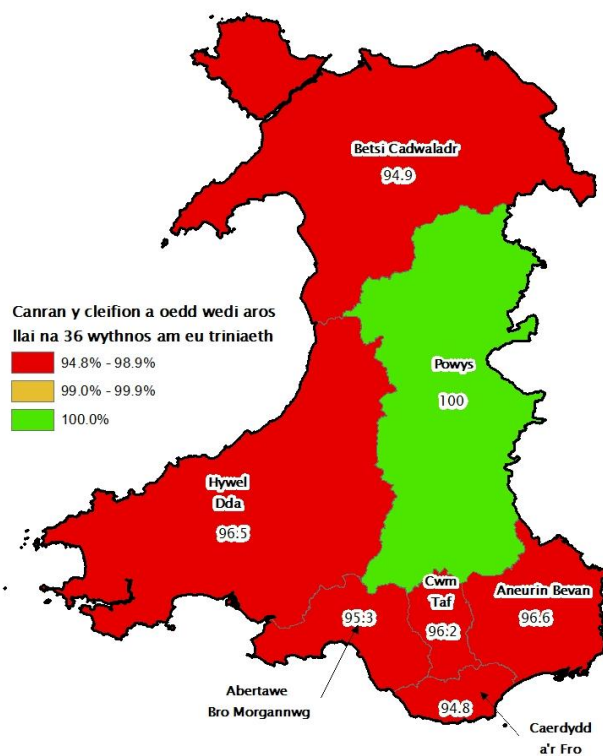 Betsi Cadwaladr
94.9
Canran y cleifion a oedd wedi aros
llai na 36 wythnos am eu triniaeth
94.8% - 98.9%
99.0% - 99.9%
100.0%
Powys
100
Hywel
Dda
96:5
Cwm
Taf
96:2
Aneurin Bevan
96:6
95:3
Abertawe
Bro Morgannwg
94.8
Caerdydd
a'r Fro